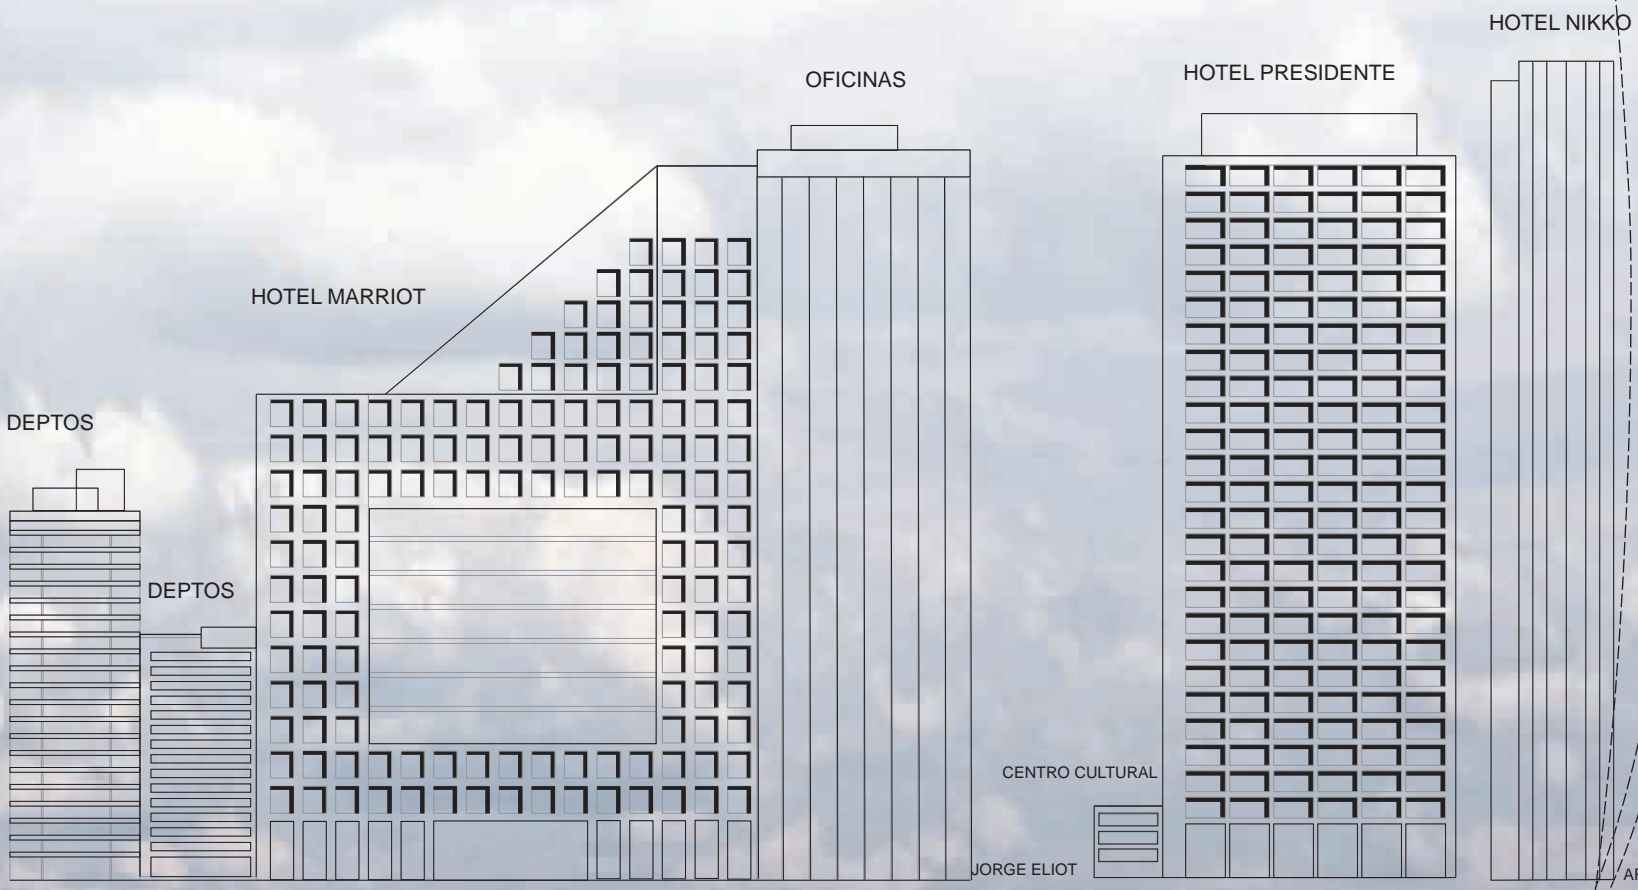 HOTEL NIKKO
HOTEL PRESIDENTE
OFICINAS
HOTEL MARRIOT
DEPTOS
DEPTOS
CENTRO CULTURAL
JORGE ELIOT